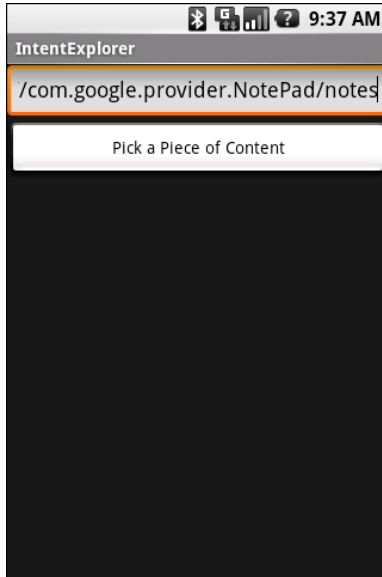 G ? 9:37 AM
IntentExplorer
/com.google.provider.NotePad/notes
Pick a Piece of Content